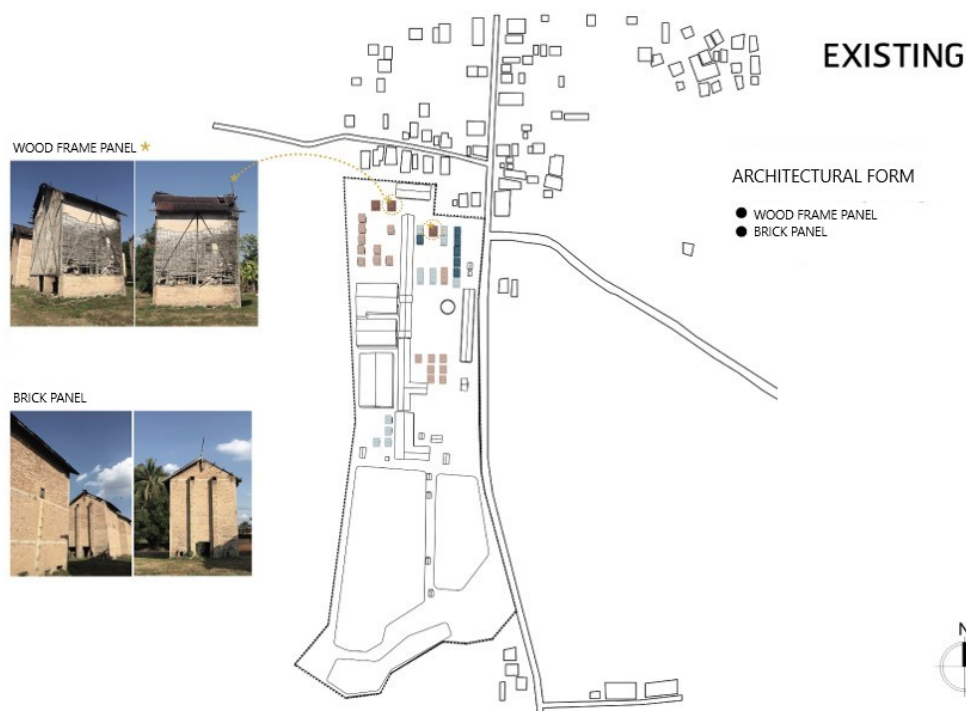 EXISTING
WOOD FRAME PANEL *
ARCHITECTURAL FORM
● WOOD FRAME PANEL
● BRICK PANEL
BRICK PANEL
N